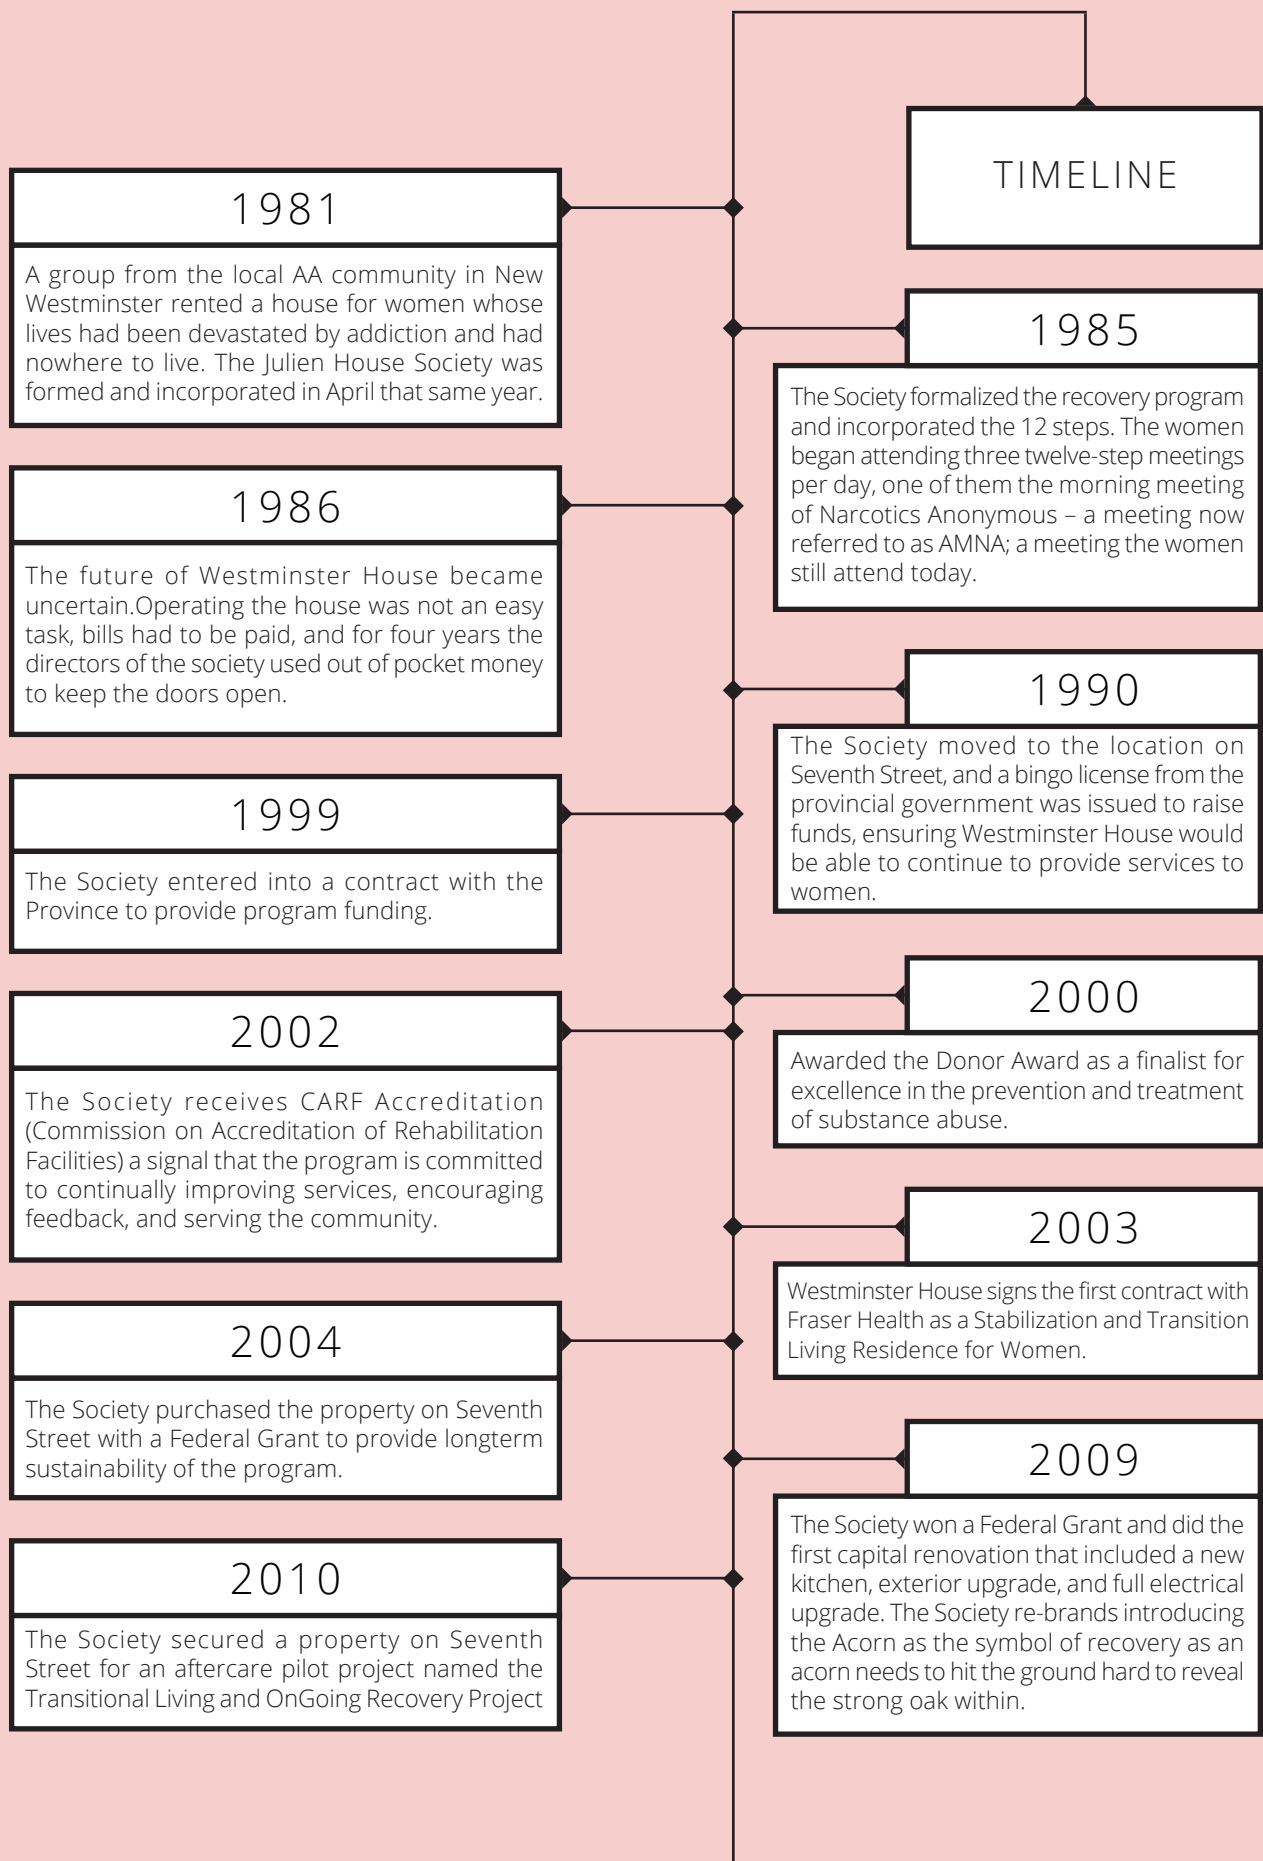 TIMELINE
1981
A group from the local AA community in New
Westminster rented a house for women whose
lives had been devastated by addiction and had
nowhere to live. The Julien House Society was
formed and incorporated in April that same year.
1985
The Society formalized the recovery program
and incorporated the 12 steps. The women
began attending three twelve-step meetings
per day, one of them the morning meeting
of Narcotics Anonymous – a meeting now
referred to as AMNA; a meeting the women
still attend today.
1986
The future of Westminster House became
uncertain.Operating the house was not an easy
task, bills had to be paid, and for four years the
directors of the society used out of pocket money
to keep the doors open.
1990
The Society moved to the location on
Seventh Street, and a bingo license from the
provincial government was issued to raise
funds, ensuring Westminster House would
be able to continue to provide services to
women.
1999
The Society entered into a contract with the
Province to provide program funding.
2000
Awarded the Donor Award as a finalist for
excellence in the prevention and treatment
of substance abuse.
2002
The Society receives CARF Accreditation
(Commission on Accreditation of Rehabilitation
Facilities) a signal that the program is committed
to continually improving services, encouraging
feedback, and serving the community.
2003
Westminster House signs the first contract with
Fraser Health as a Stabilization and Transition
Living Residence for Women.
2004
The Society purchased the property on Seventh
Street with a Federal Grant to provide longterm
sustainability of the program.
2009
The Society won a Federal Grant and did the
first capital renovation that included a new
kitchen, exterior upgrade, and full electrical
upgrade. The Society re-brands introducing
the Acorn as the symbol of recovery as an
acorn needs to hit the ground hard to reveal
the strong oak within.
2010
The Society secured a property on Seventh
Street for an aftercare pilot project named the
Transitional Living and OnGoing Recovery Project